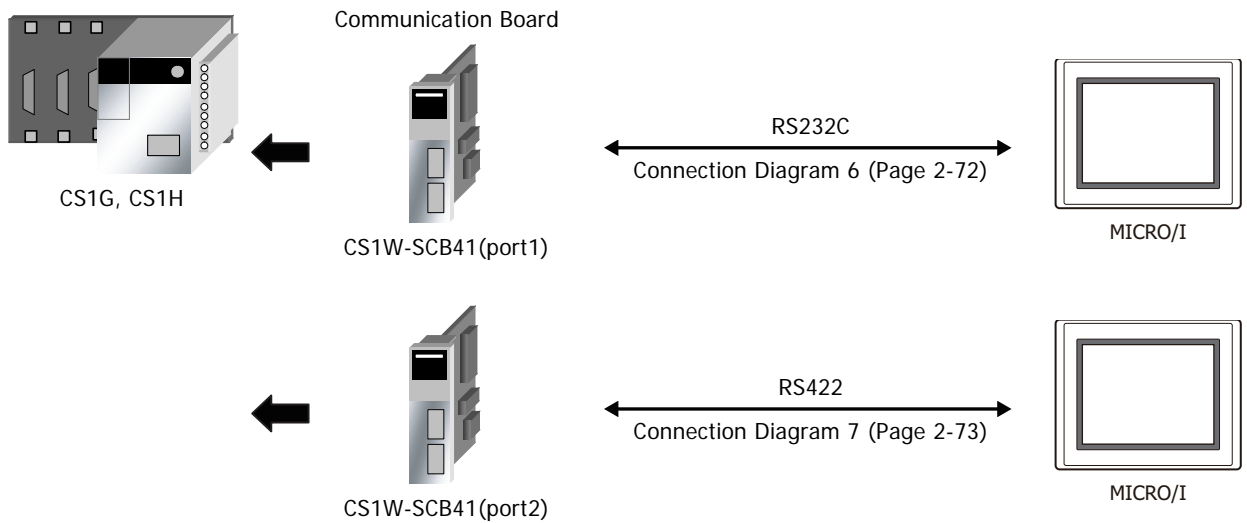 Communication Board
RS232C
Connection Diagram 6 (Page 2-72)
CS1G, CS1H
CS1W-SCB41(port1)
MICRO/I
RS422
Connection Diagram 7 (Page 2-73)
CS1W-SCB41(port2)
MICRO/I